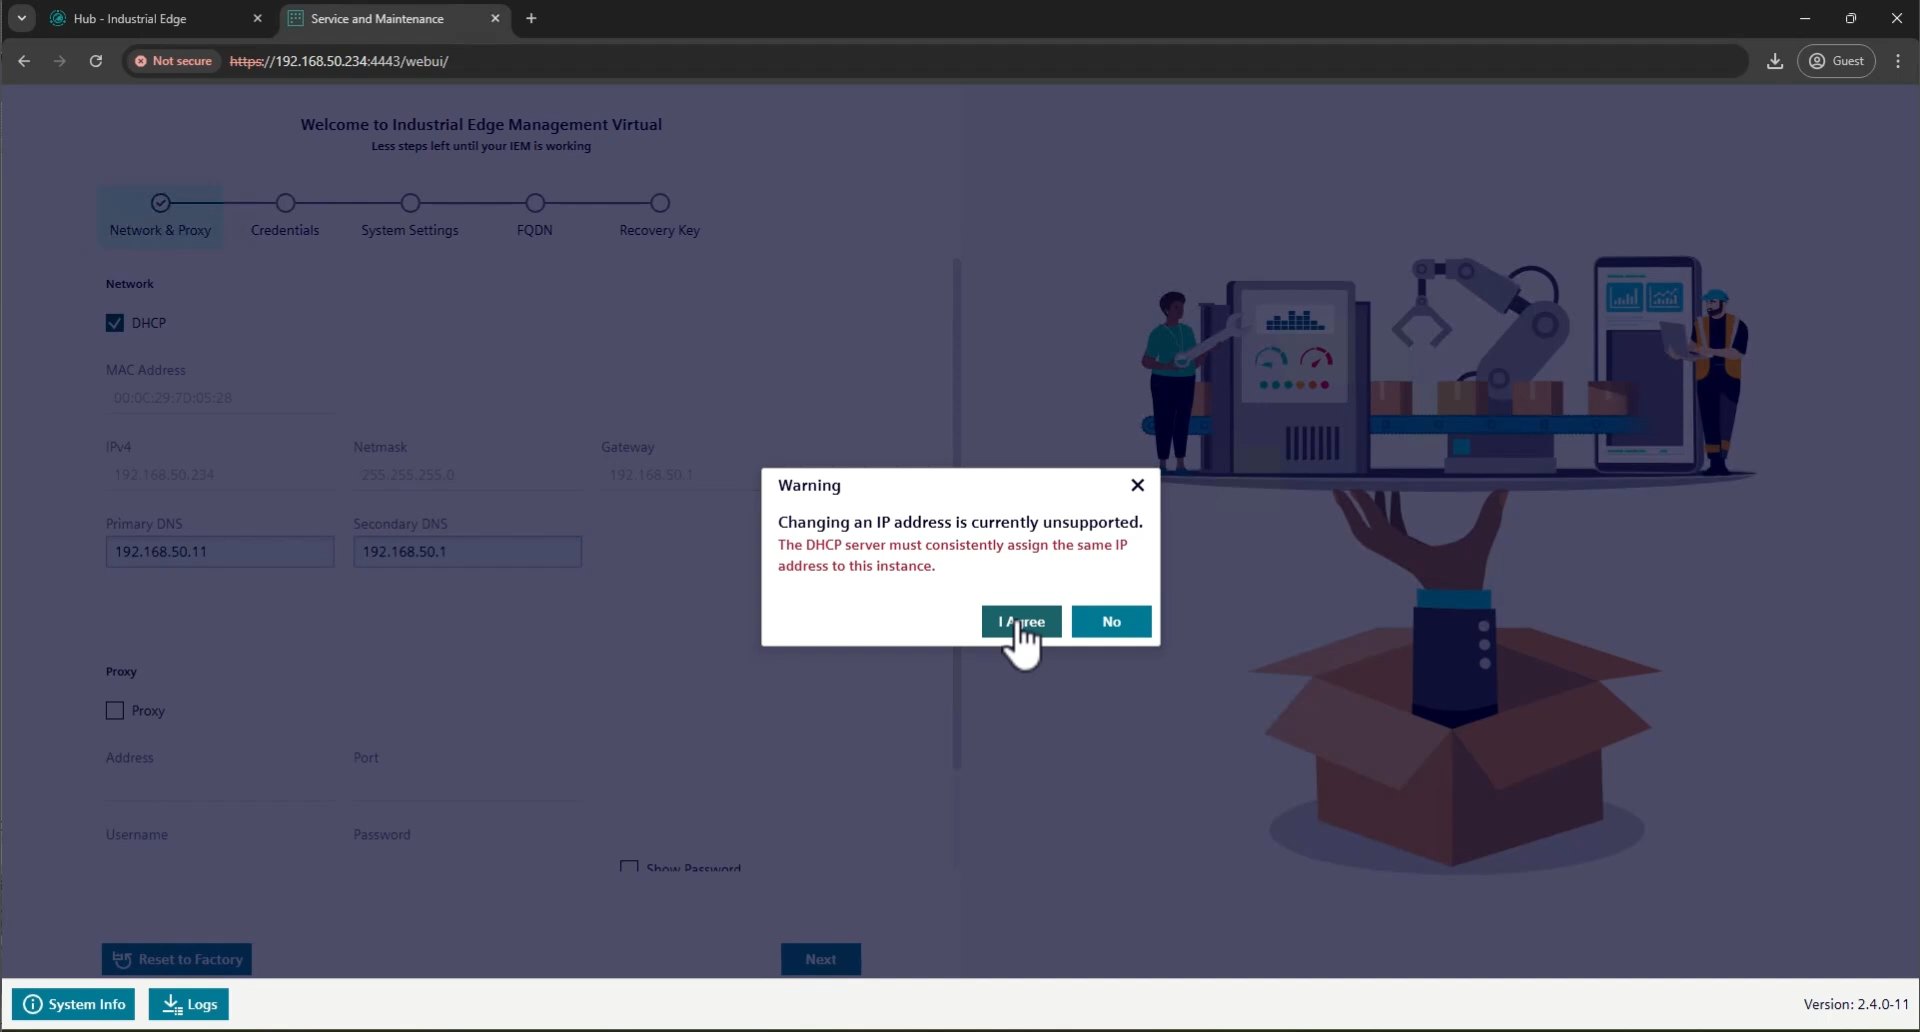 Hub - Industrial Edge
Service and Maintenance
Not secure
https://192.168.50.234:4443/webui/
Guest
Welcome to Industrial Edge Management Virtual
Less steps left until your IEM is working
Network & Proxy
Credentials
System Settings
FQDN
Recovery Key
Network
DHCP
MAC Address
00:0C:29:7D:05:28
IPv4
Netmask
Gateway
192.168.50.234
255.255.255.0
192.168.50.1
Primary DNS
Secondary DNS
192.168.50.11
192.168.50.1
Warning
Changing an IP address is currently unsupported.
The DHCP server must consistently assign the same IP
address to this instance.
I Agree
No
Proxy
Proxy
Address
Port
Username
Password
Show Password
Reset to Factory
Next
System Info
Logs
Version: 2.4.0-11